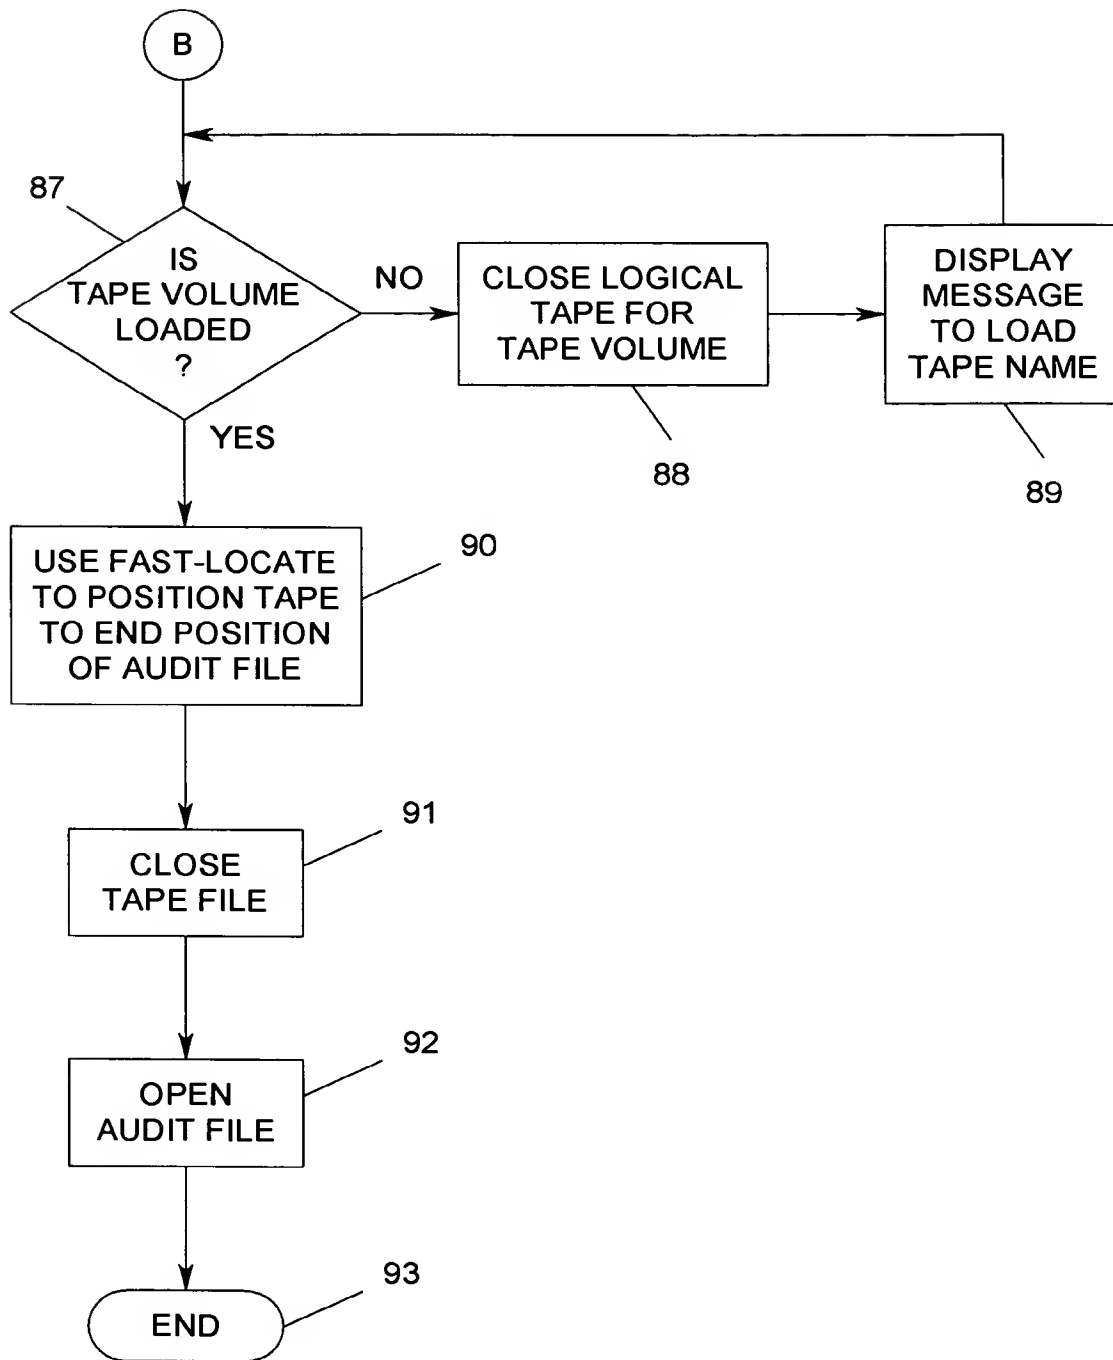 B
87
IS
TAPE VOLUME
LOADED
?
NO
CLOSE LOGICAL
TAPE FOR
TAPE VOLUME
88
DISPLAY
MESSAGE
TO LOAD
TAPE NAME
89
YES
USE FAST-LOCATE
TO POSITION TAPE
TO END POSITION
OF AUDIT FILE
90
CLOSE
TAPE FILE
91
OPEN
AUDIT FILE
92
END
93